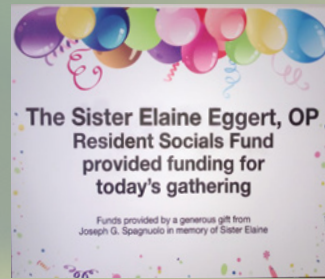 The Sister Elaine Eggert, OP
Resident Socials Fund
provided funding for
today's gathering
Funds provided by a generous gift from
Joseph G. Spagnuolo in memory of Sister Elaine